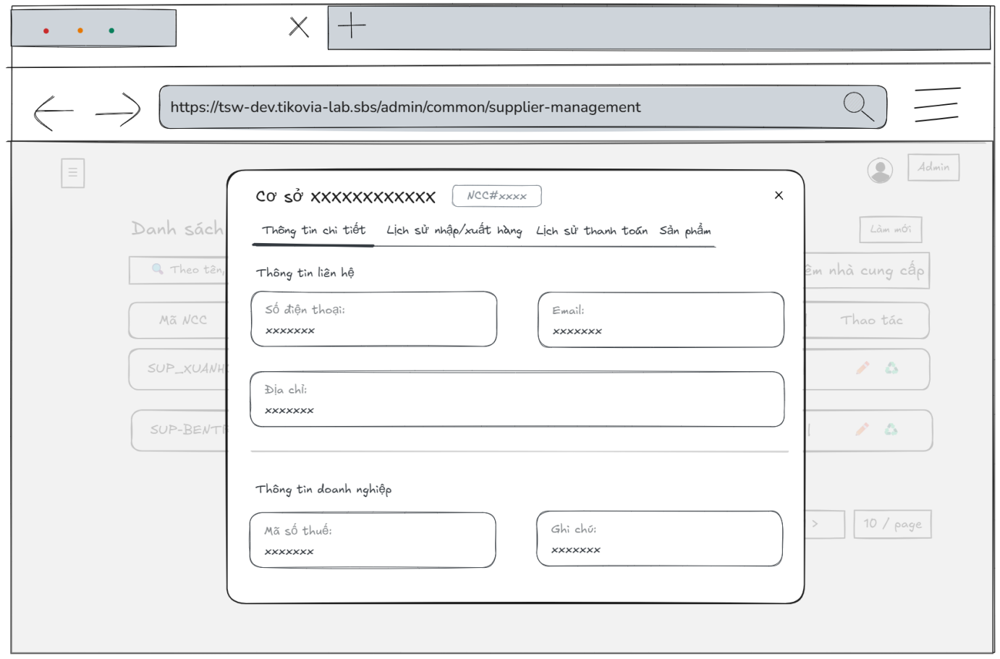 https://tsw-dev.tikovia-lab.sbs/admin/common/supplier-management
Admin
Cơ sở xxxxxxxxxxxx
NCC#xxxx
Thông tin chi tiết
Lịch sử nhập/xuất hàng
Lịch sử thanh toán
Sản phẩm
Danh sách
Làm mới
Theo tên,
êm nhà cung cấp
Thông tin liên hệ
Số điện thoại:
xxxxxxx
Email:
xxxxxxx
Mã NCC
Thao tác
SUP_XUANH
Địa chỉ:
xxxxxxx
SUP-BENT
Thông tin doanh nghiệp
Mã số thuế:
xxxxxxx
Ghi chú:
xxxxxxx
>
10 / page